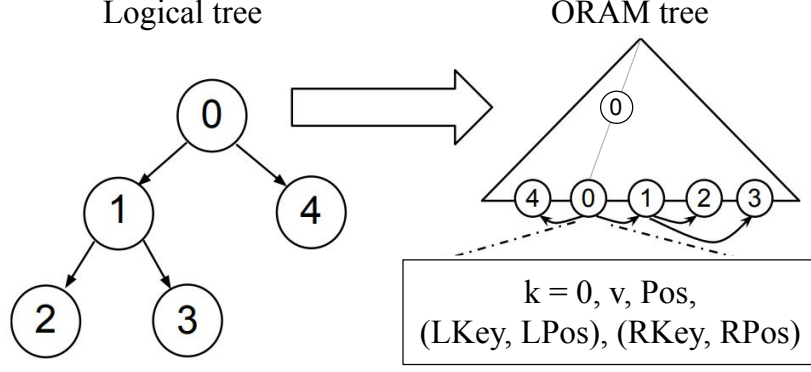 Logical tree
ORAM tree
0
1
4
2
3
0
4 0 1 2 3
k = 0, v, Pos,
(LKey, LPos), (RKey, RPos)